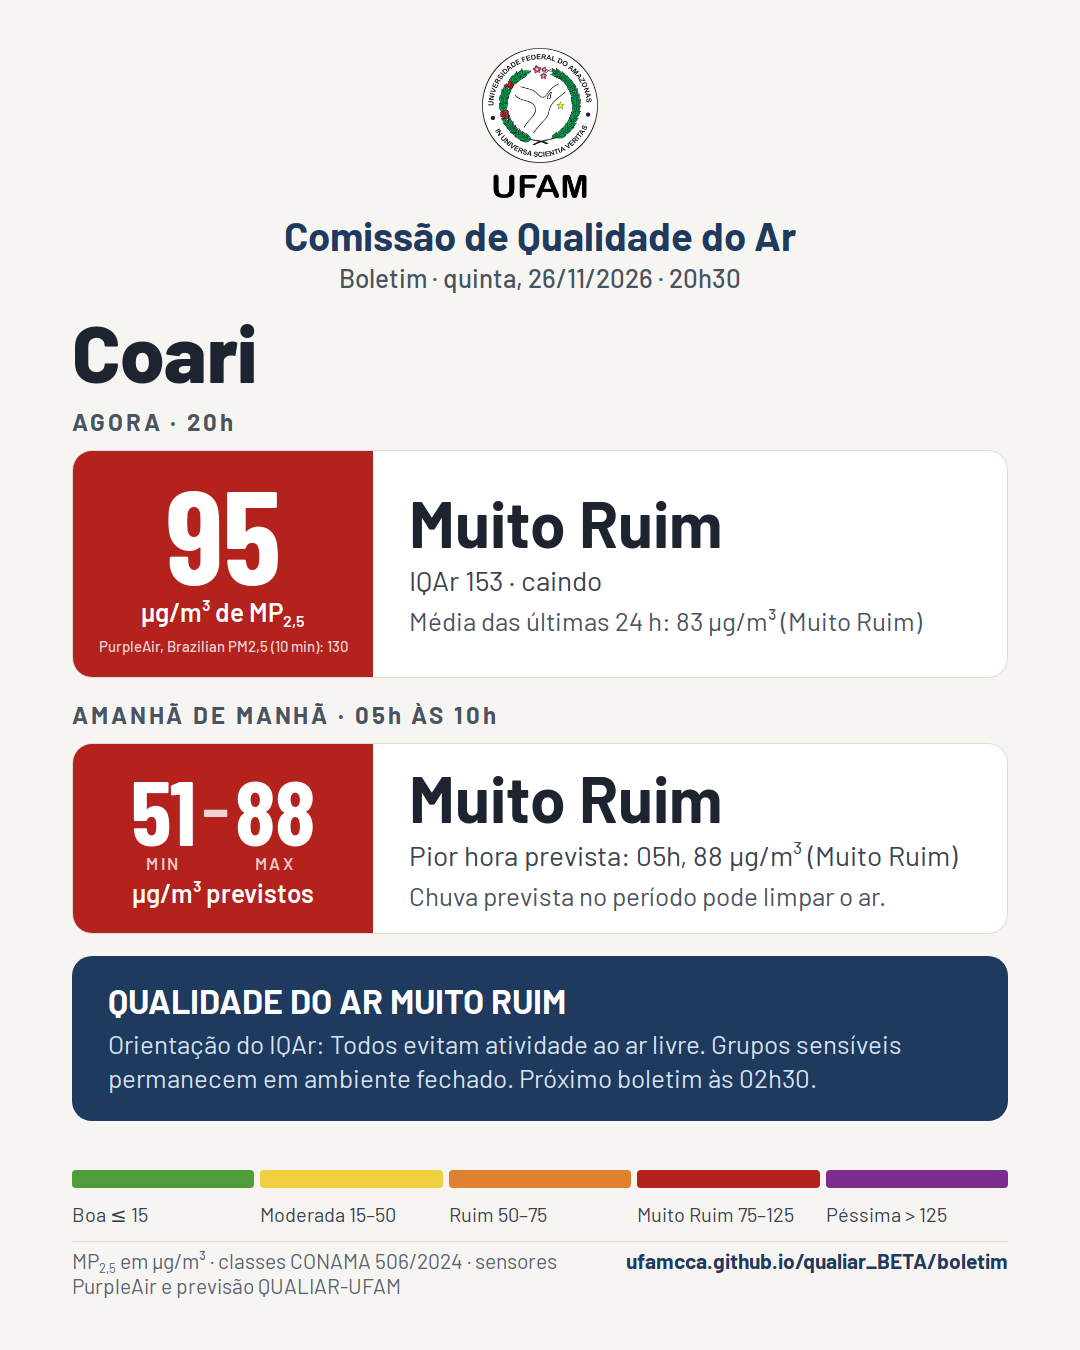 UNIVERSIDADE FEDERAL DO AMAZONAS
IN UNIVERSA SCIENTIA VERITAS
UFAM
Comissão de Qualidade do Ar
Boletim · quinta, 26/11/2026 · 20h30
Coari
AGORA · 20h
95
µg/m³ de MP2,5
PurpleAir, Brazilian PM2,5 (10 min): 130
Muito Ruim
IQAr 153 · caindo
Média das últimas 24 h: 83 µg/m³ (Muito Ruim)
AMANHÃ DE MANHÃ · 05h ÀS 10h
51–88
MIN MAX
µg/m³ previstos
Muito Ruim
Pior hora prevista: 05h, 88 µg/m³ (Muito Ruim)
Chuva prevista no período pode limpar o ar.
QUALIDADE DO AR MUITO RUIM
Orientação do IQAr: Todos evitam atividade ao ar livre. Grupos sensíveis
permanecem em ambiente fechado. Próximo boletim às 02h30.
Boa ≤ 15
Moderada 15–50
Ruim 50–75
Muito Ruim 75–125
Péssima > 125
MP2,5 em µg/m³ · classes CONAMA 506/2024 · sensores
PurpleAir e previsão QUALIAR-UFAM
ufamcca.github.io/qualiar_BETA/boletim